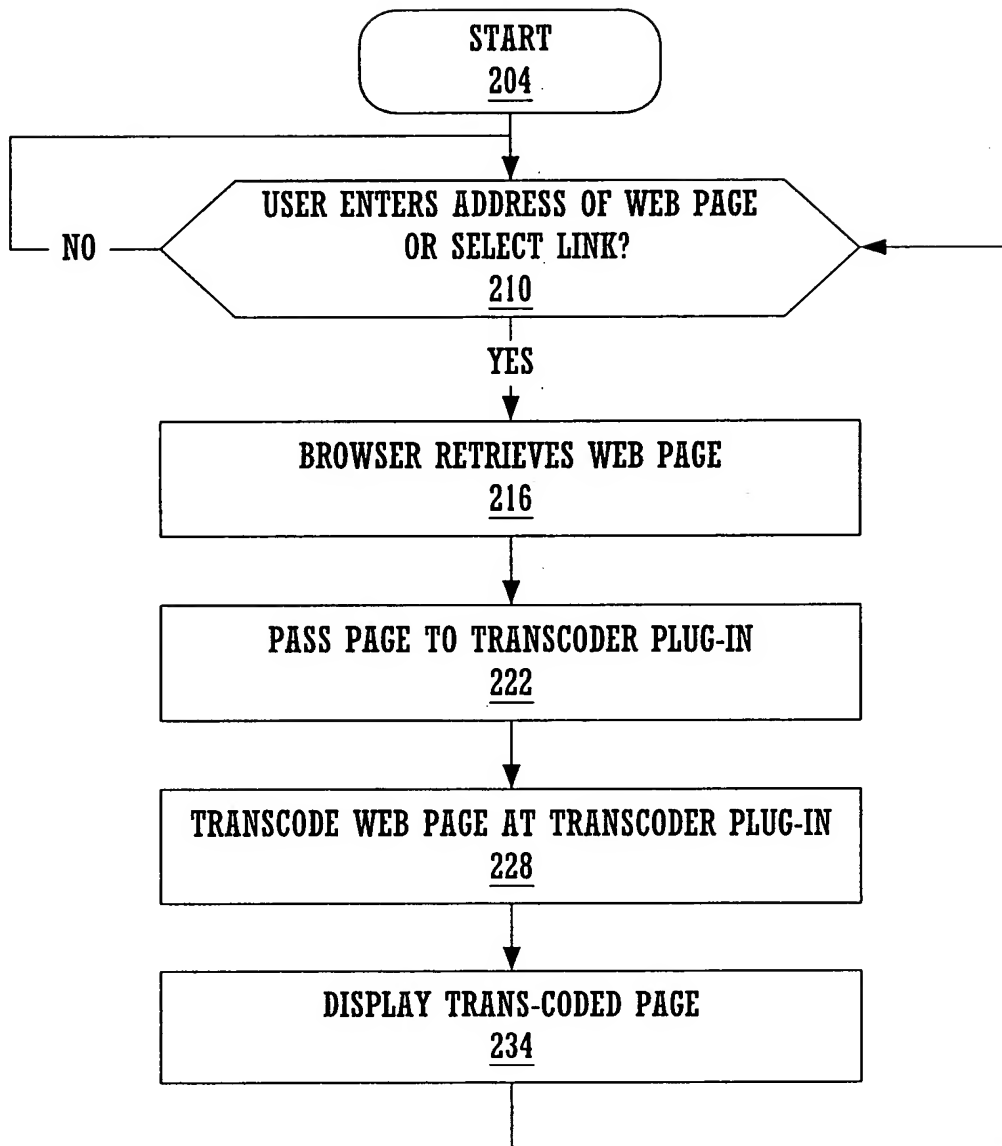 START
204
USER ENTERS ADDRESS OF WEB PAGE
OR SELECT LINK?
210
NO
YES
BROWSER RETRIEVES WEB PAGE
216
PASS PAGE TO TRANSCODER PLUG-IN
222
TRANSCODE WEB PAGE AT TRANSCODER PLUG-IN
228
DISPLAY TRANS-CODED PAGE
234